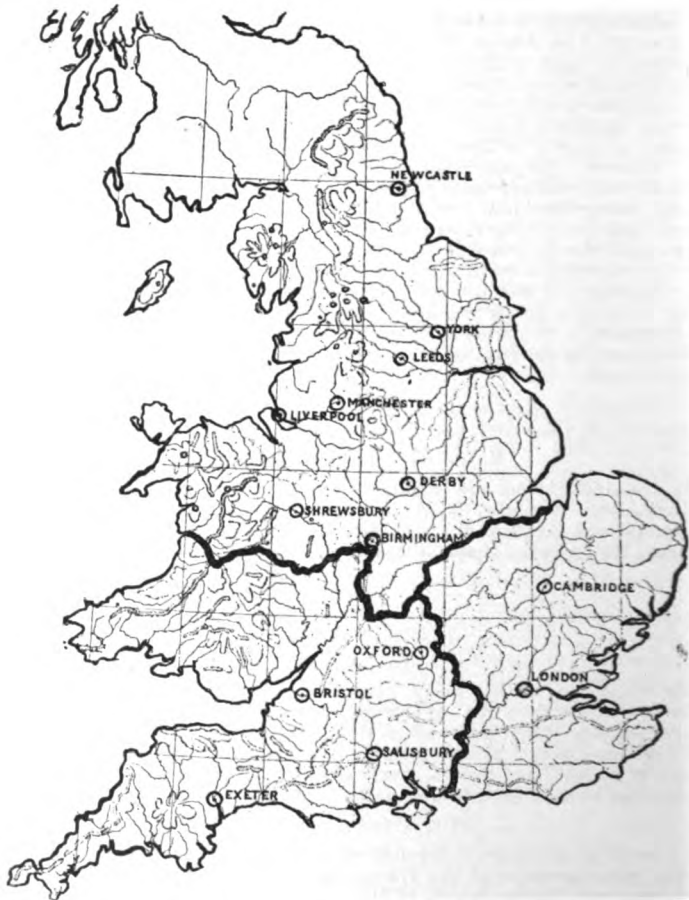 NEWCASTLE
YORK
LEEDS
MANCHESTER
LIVERPOOL
DERBY
SHREWSBURY
BIRMINGHAM
CAMBRIDGE
OXFORD
LONDON
BRISTOL
SALISBURY
EXETER